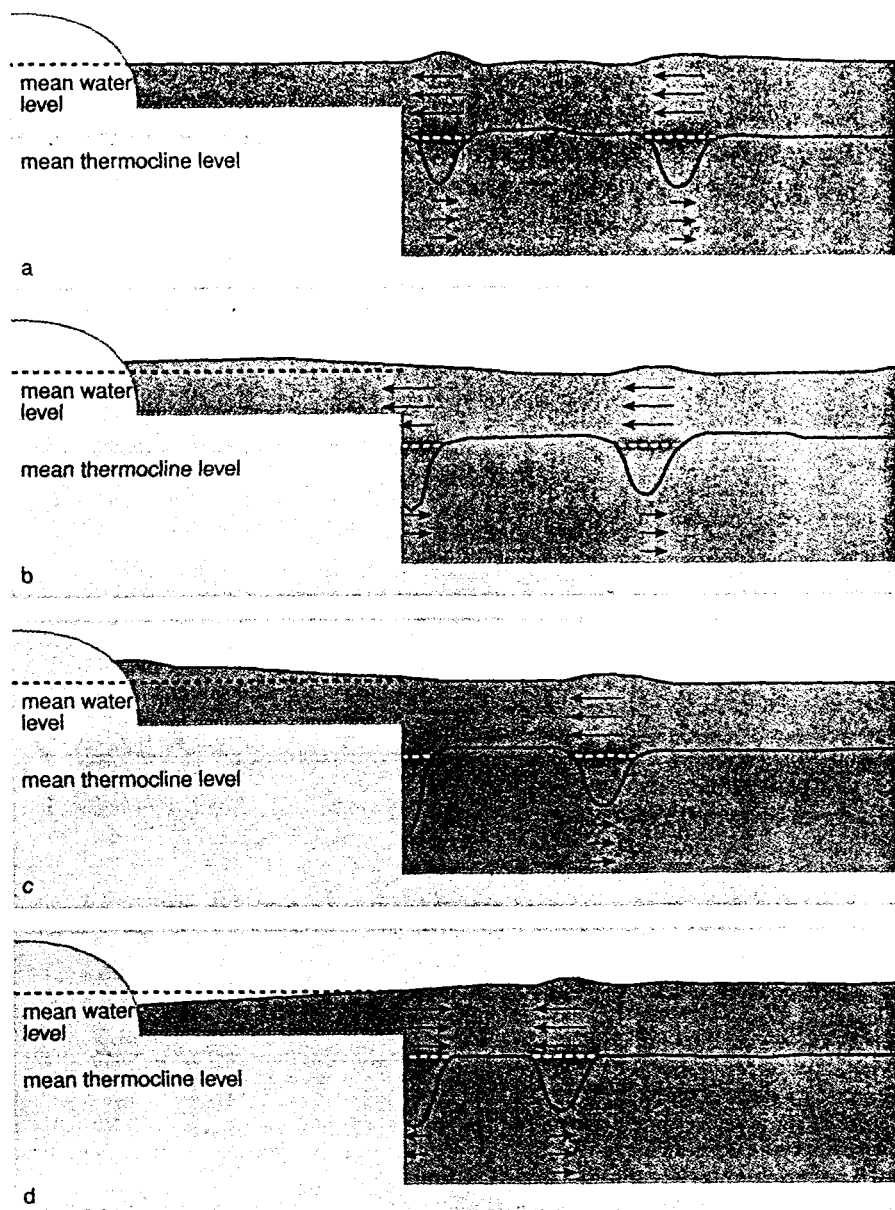 mean water
level
mean thermocline level
a
mean water
level
mean thermocline level
b
mean water
level
mean thermocline level
c
mean water
level
mean thermocline level
d